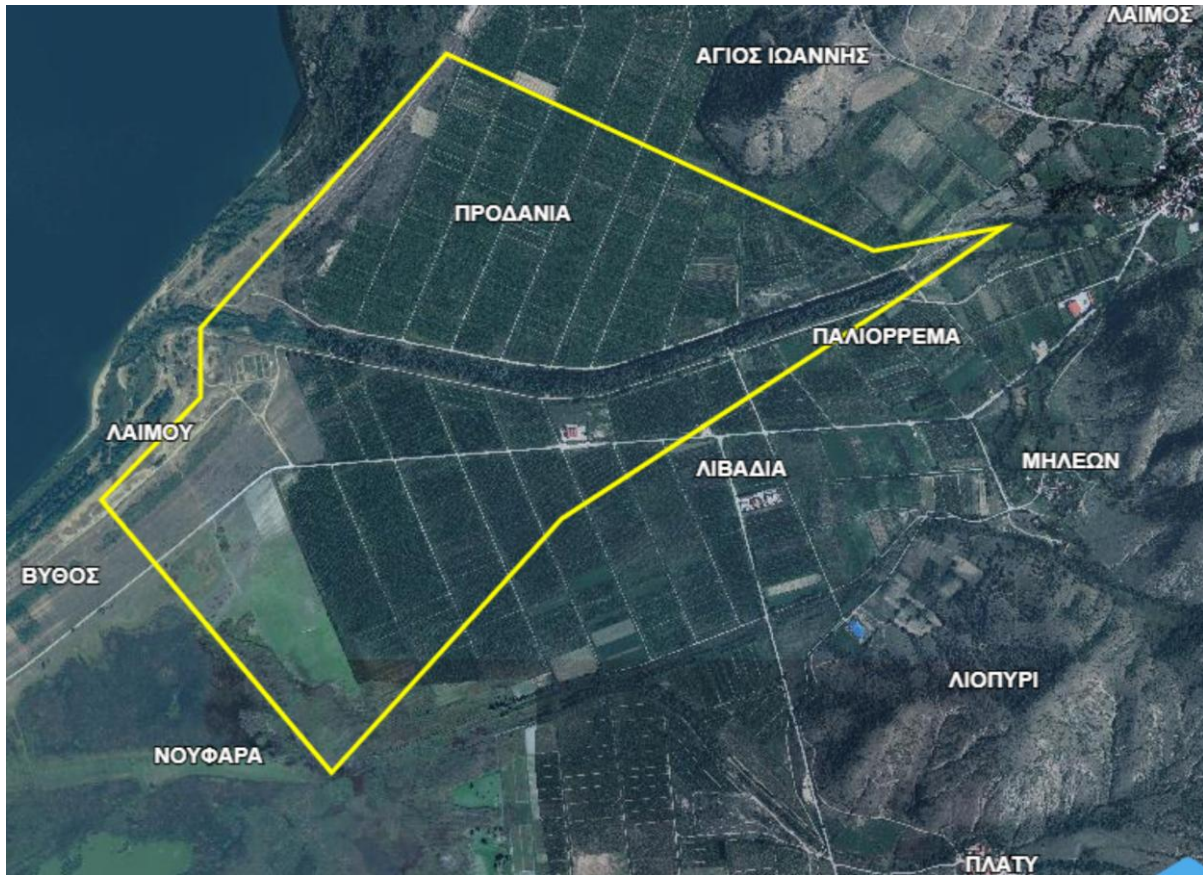 ΛΑΙΜΟΣ
ΑΓΙΟΣ ΙΩΑΝΝΗΣ
ΠΡΟΔΑΝΙΑ
ΠΑΛΙΟΡΡΕΜΑ
ΛΑΙΜΟΥ
ΛΙΒΑΔΙΑ
ΜΗΛΕΩΝ
ΒΥΘΟΣ
ΛΙΟΠΥΡΙ
ΝΟΥΦΑΡΑ
ΠΛΑΤΥ